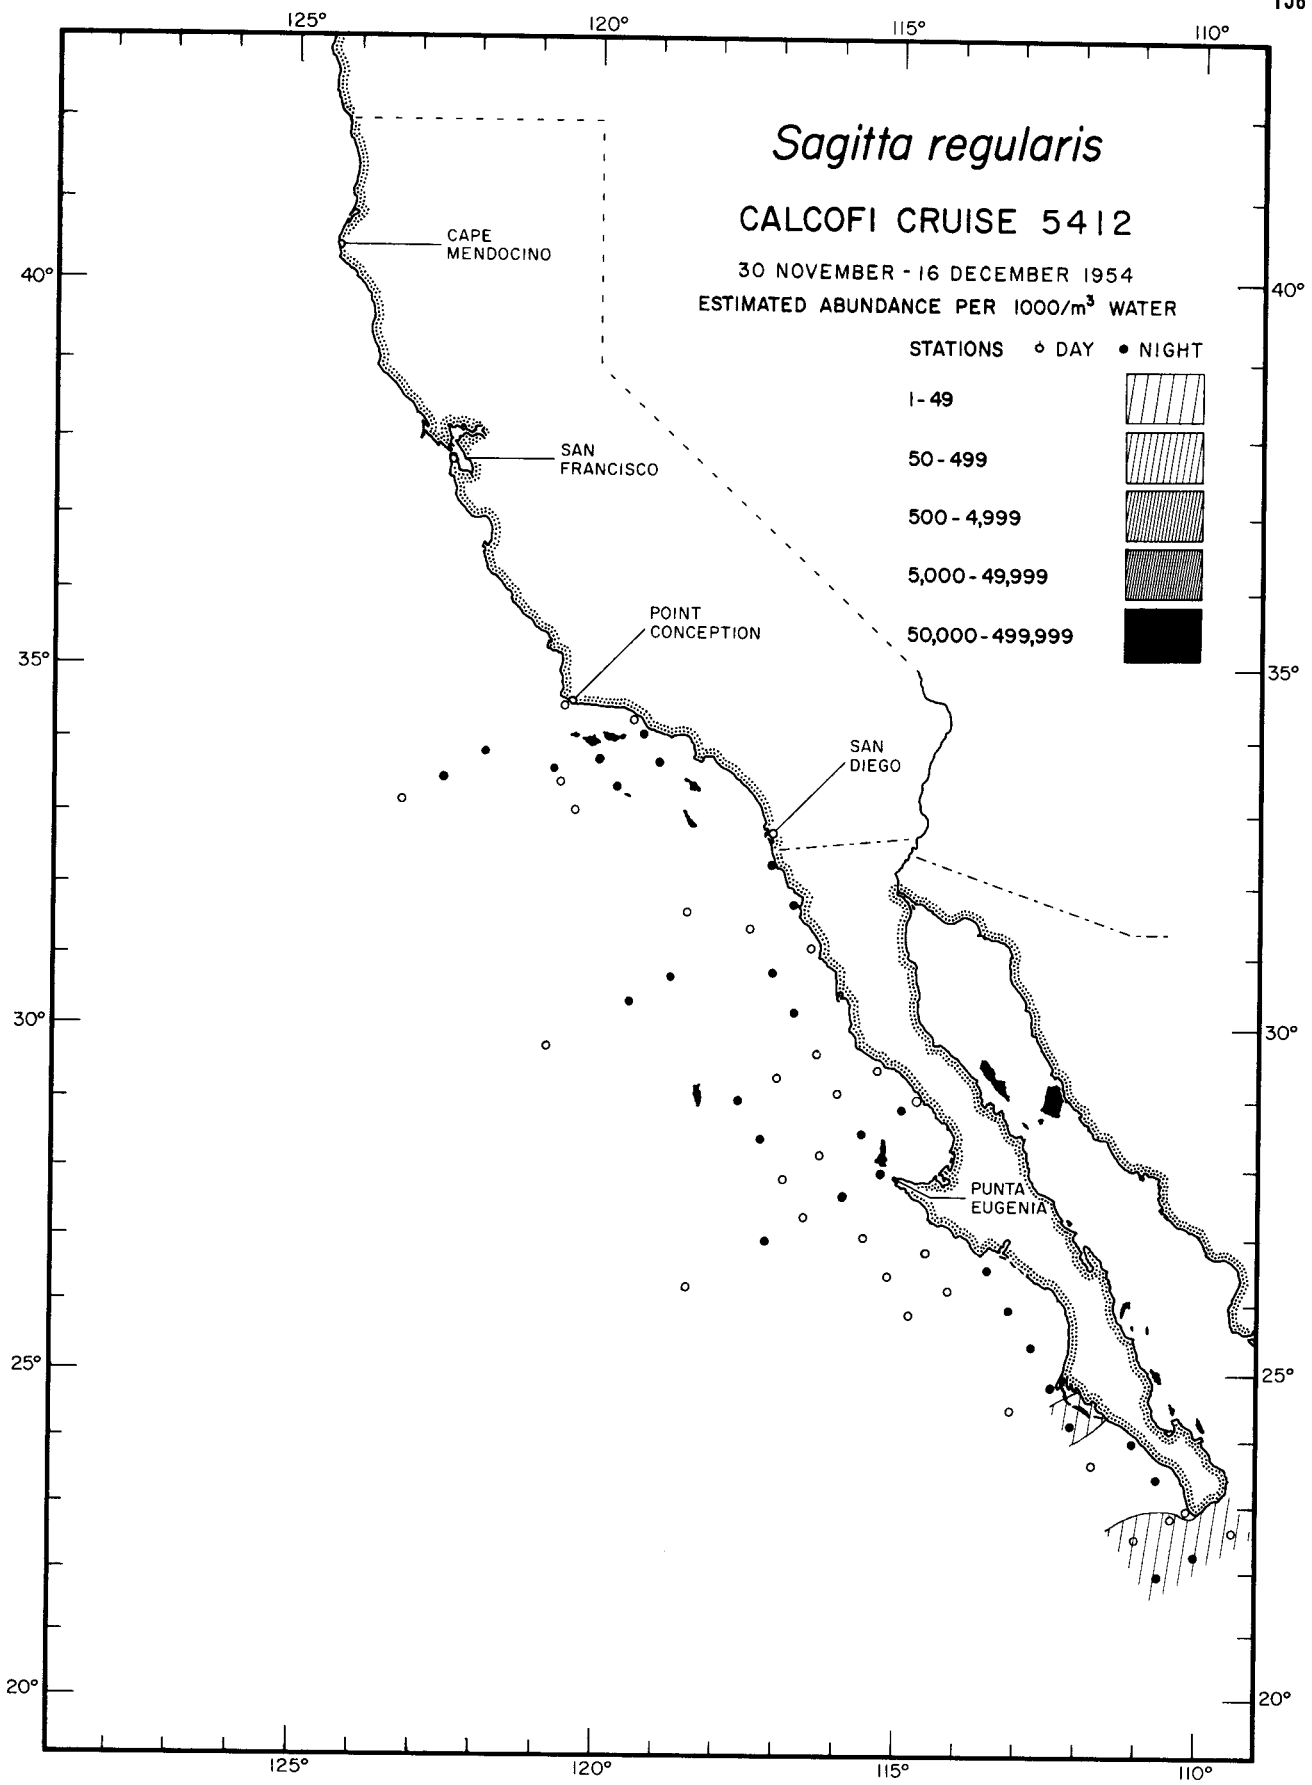 125°
120°
115°
110°
Sagitta regularis
CALCOFI CRUISE 5412
30 NOVEMBER - 16 DECEMBER 1954
ESTIMATED ABUNDANCE PER 1000/m³ WATER
STATIONS DAY NIGHT
1-49
50-499
500-4,999
5,000-49,999
50,000-499,999
CAPE
MENDOCINO
40°
40°
SAN
FRANCISCO
POINT
CONCEPTION
35°
35°
SAN
DIEGO
30°
30°
PUNTA
EUGENIA
25°
25°
20°
20°
125°
120°
115°
110°